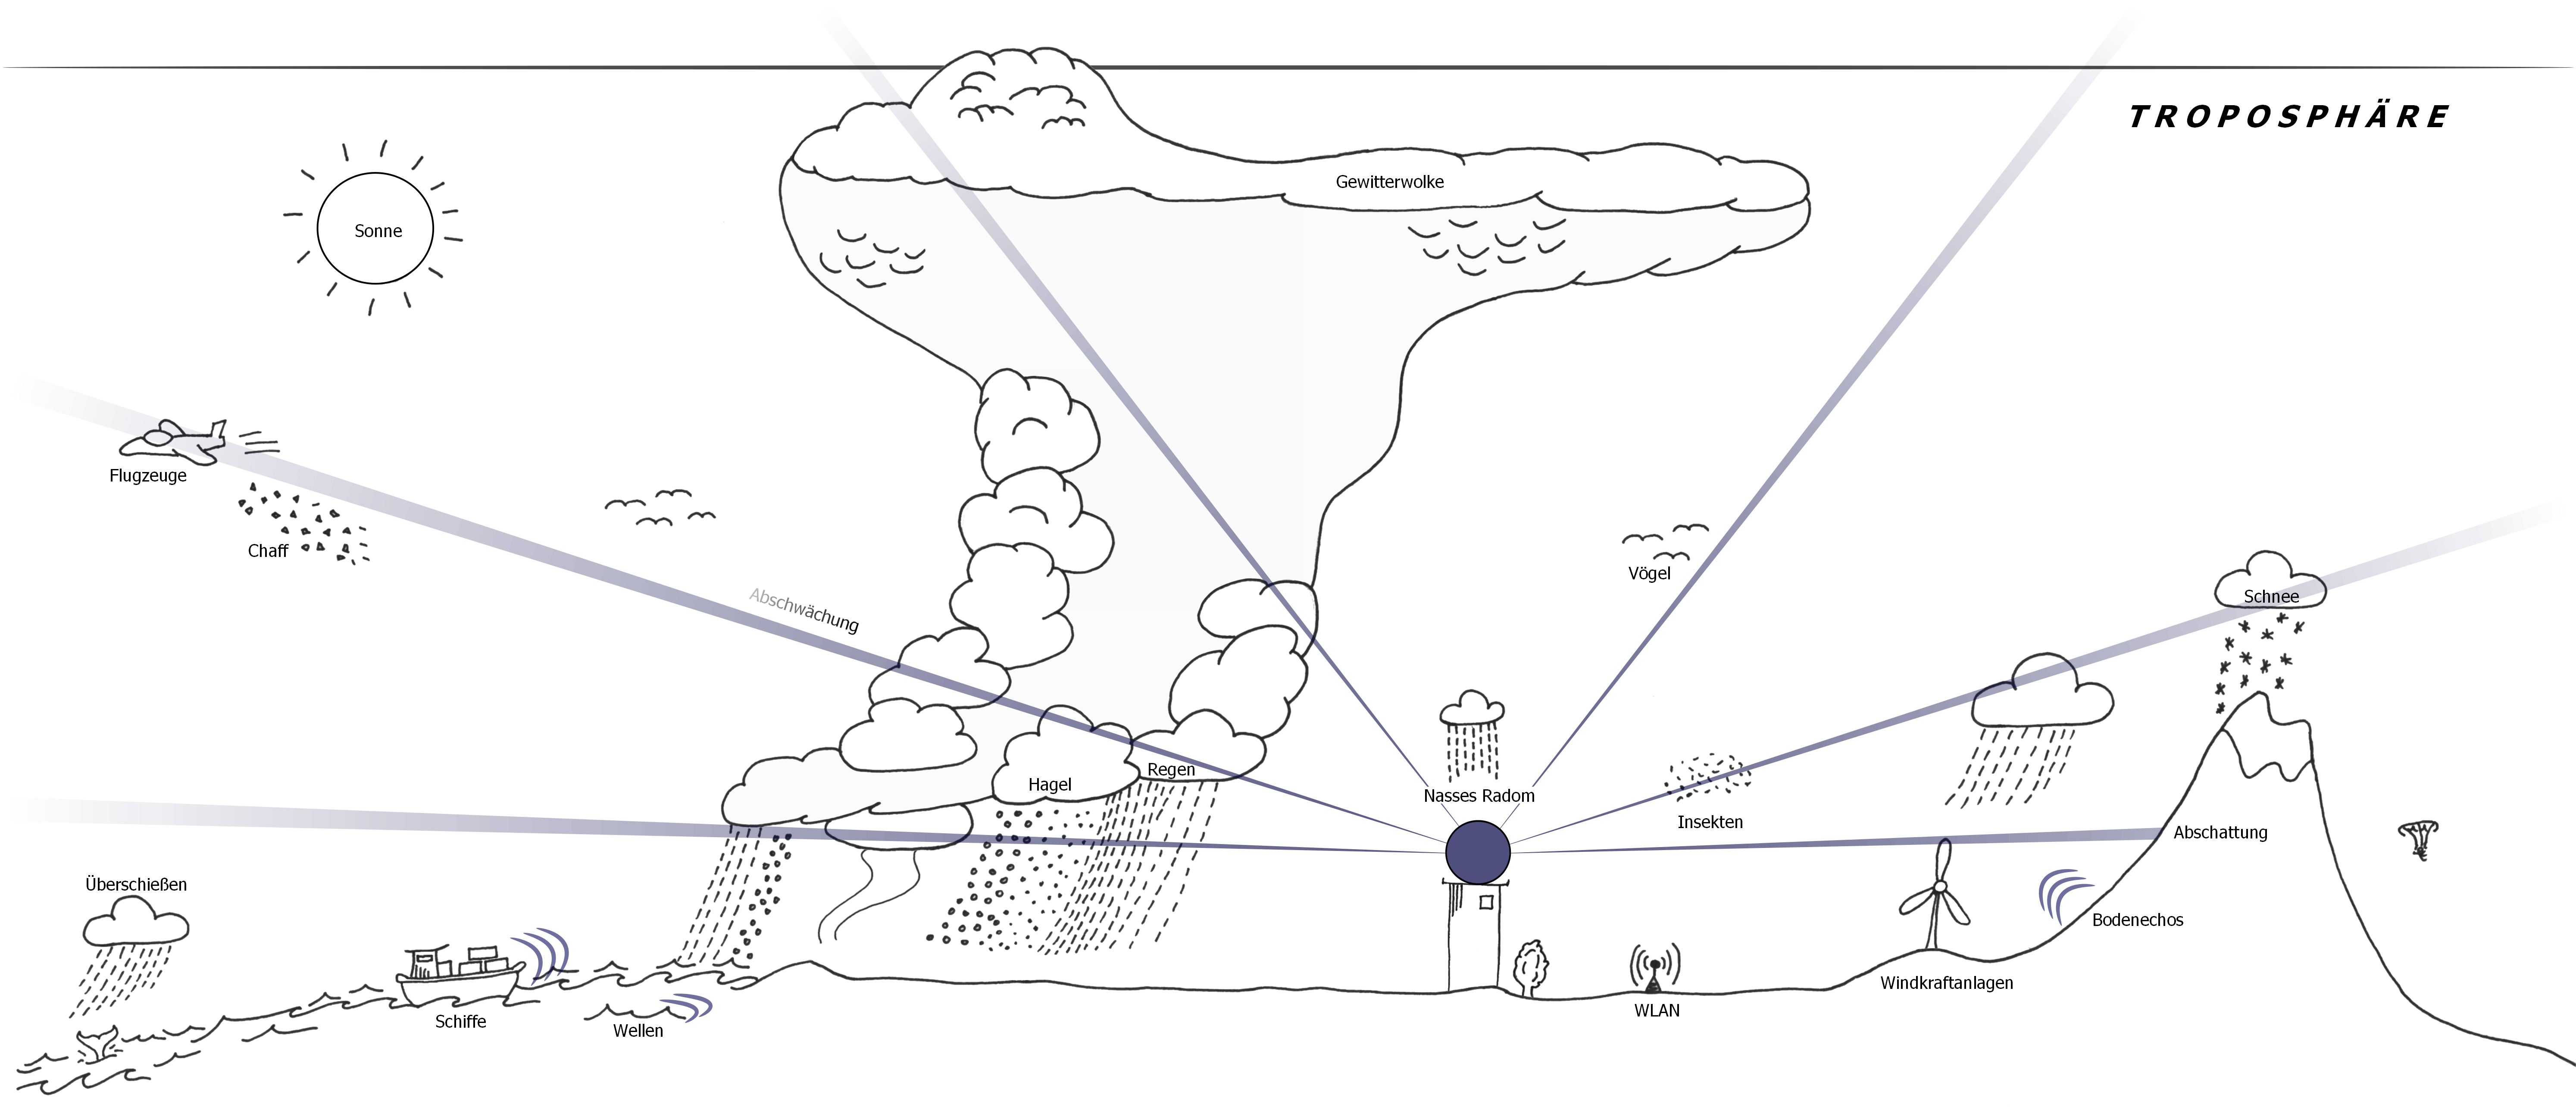 TROPOSPHÄRE
Gewitterwolke
Sonne
Flugzeuge
Chaff
Vögel
Abschwächung
Schnee
Regen
Hagel
Nasses Radom
Insekten
Abschattung
Überschießen
Bodenechos
Windkraftanlagen
WLAN
Schiffe
Wellen